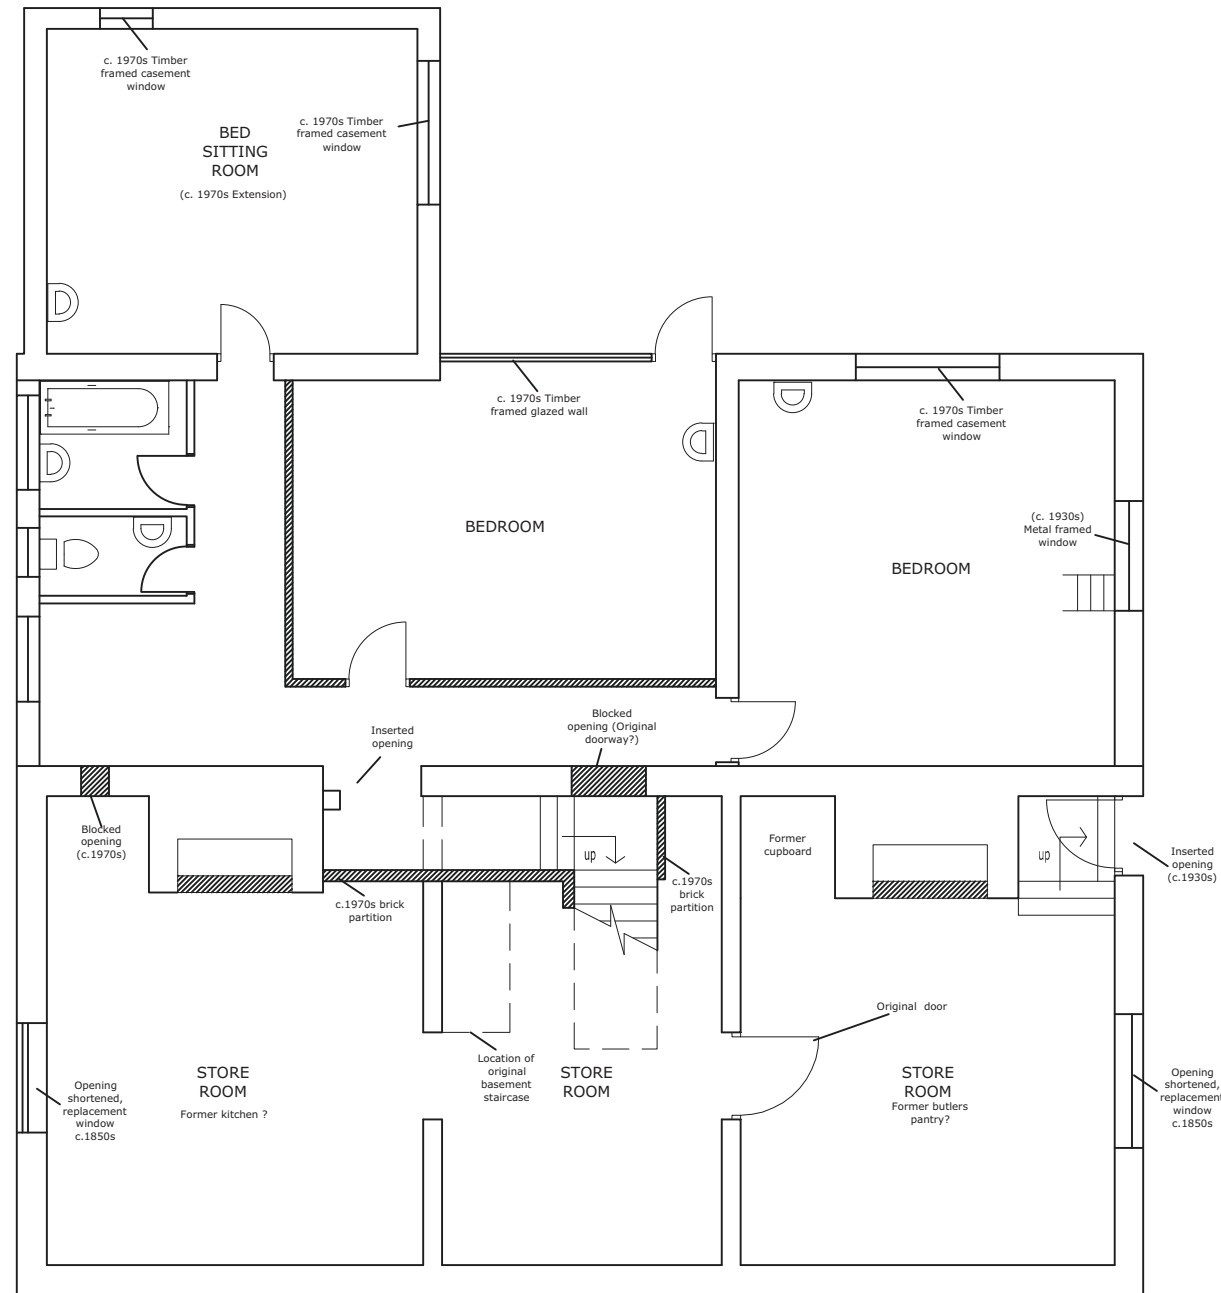 c. 1970s Timber
framed casement
window
c. 1970s Timber
framed casement
window
BED
SITTING
ROOM
(c. 1970s Extension)
c. 1970s Timber
framed glazed wall
c. 1970s Timber
framed casement
window
BEDROOM
(c. 1930s)
Metal framed
window
BEDROOM
Inserted
opening
Blocked
opening (Original
doorway?)
Blocked
opening
(c.1970s)
up
c.1970s brick
partition
c.1970s
brick
partition
Former
cupboard
up
Inserted
opening
(c.1930s)
Original door
Location of
original
basement
staircase
STORE
ROOM
Former kitchen ?
STORE
ROOM
STORE
ROOM
Former butlers
pantry?
Opening
shortened,
replacement
window
c.1850s
Opening
shortened,
replacement
window
c.1850s